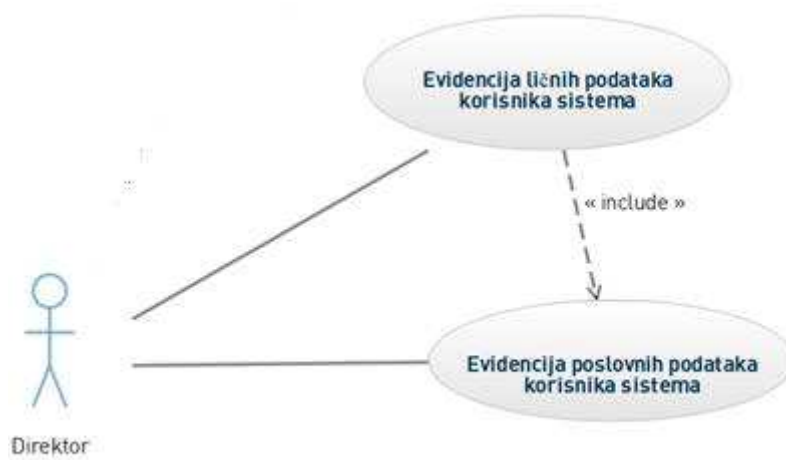 Evidencija ličnih podataka
korisnika sistema
« include »
Evidencija poslovnih podataka
korisnika sistema
Direktor